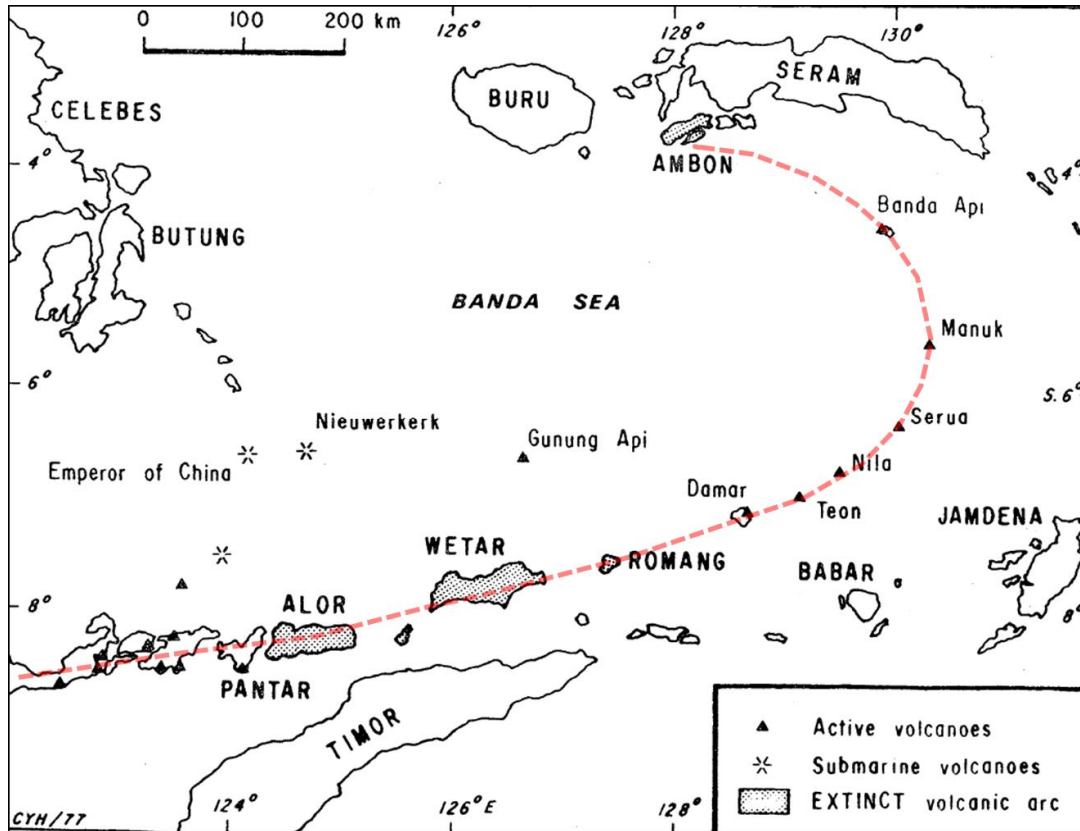 0 100 200 km
126° 128° 130°
CELEBES
BURU
SERAM
4°
AMBON
4°
Banda Api
BUTUNG
BANDA SEA
Manuk
6°
S.6°
Nieuwerkerk
Serua
Gunung Api
Emperor of China
Nila
Damar
Teon
JAMDENA
WETAR
ROMANG
BABAR
8°
ALOR
8°
PANTAR
TIMOR
Active volcanoes
Submarine volcanoes
EXTINCT volcanic arc
CYH/77
124° 126°E 128°